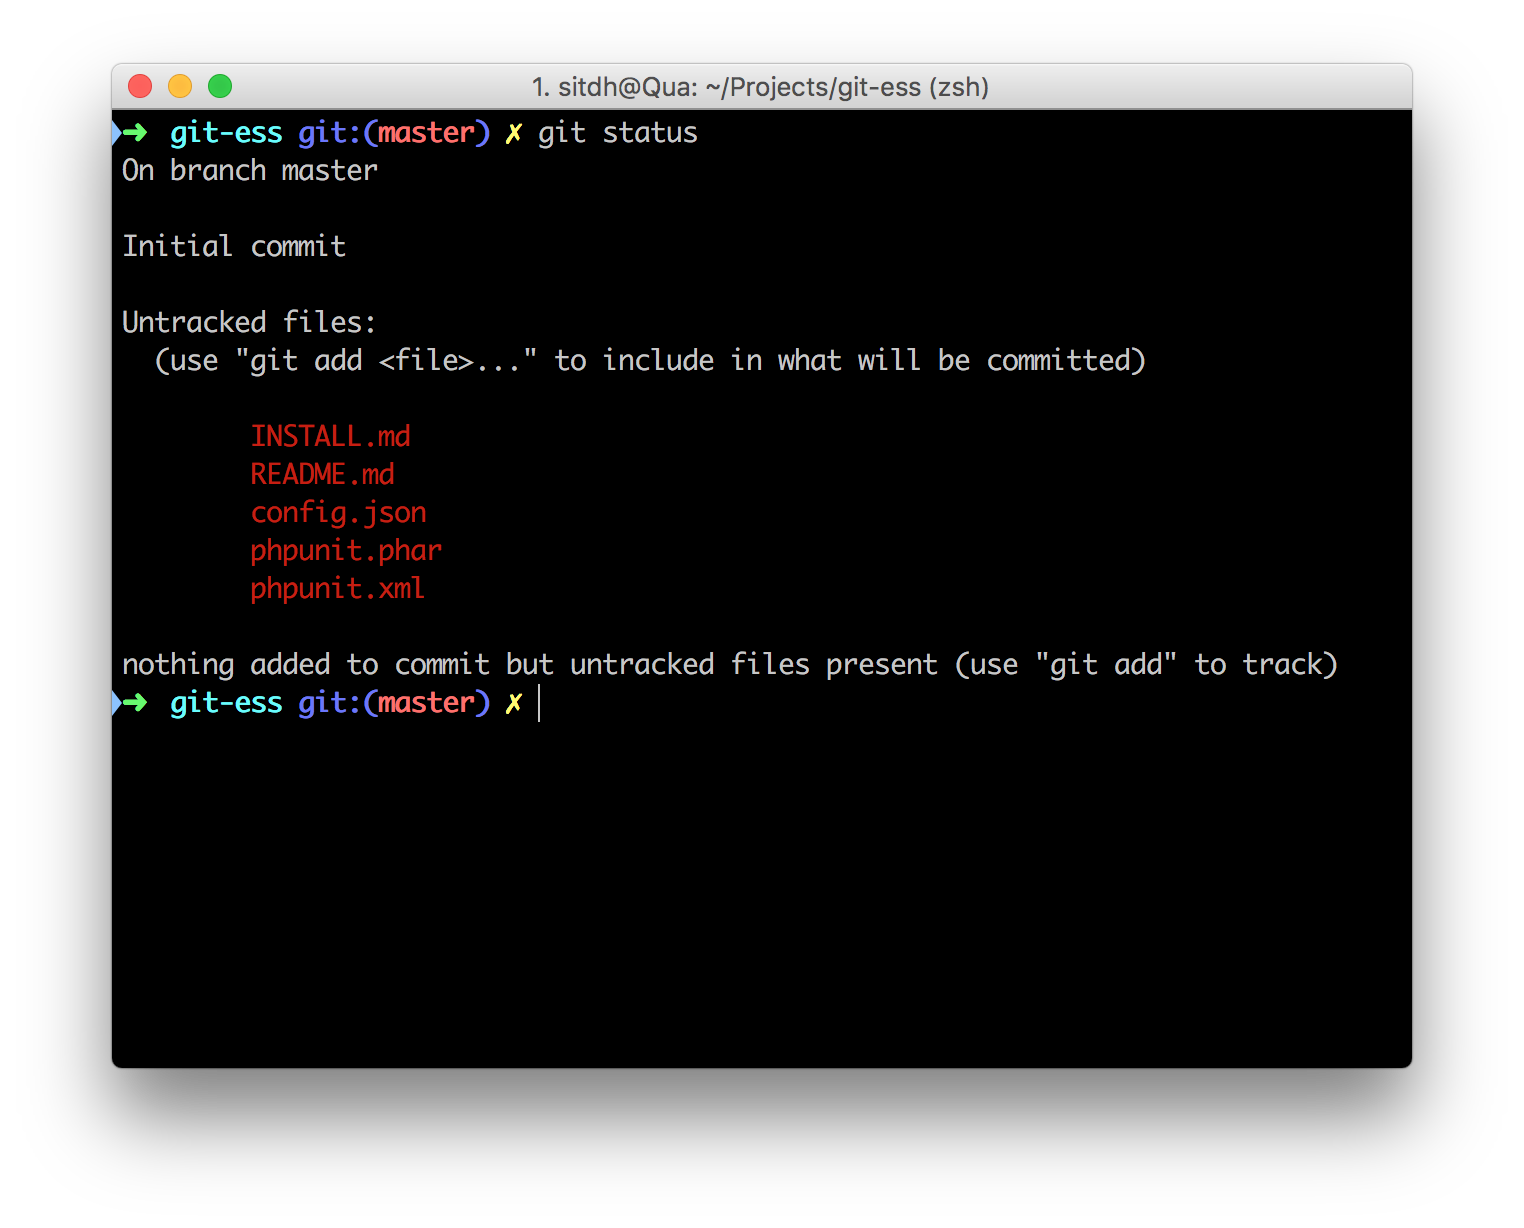 1. sitdh@Qua: ~/Projects/git-ess (zsh)
➜ git-ess git:(master) ✗ git status
On branch master
Initial commit
Untracked files:
(use "git add <file>..." to include in what will be committed)
INSTALL.md
README.md
config.json
phpunit.phar
phpunit.xml
nothing added to commit but untracked files present (use "git add" to track)
➜ git-ess git:(master) ✗